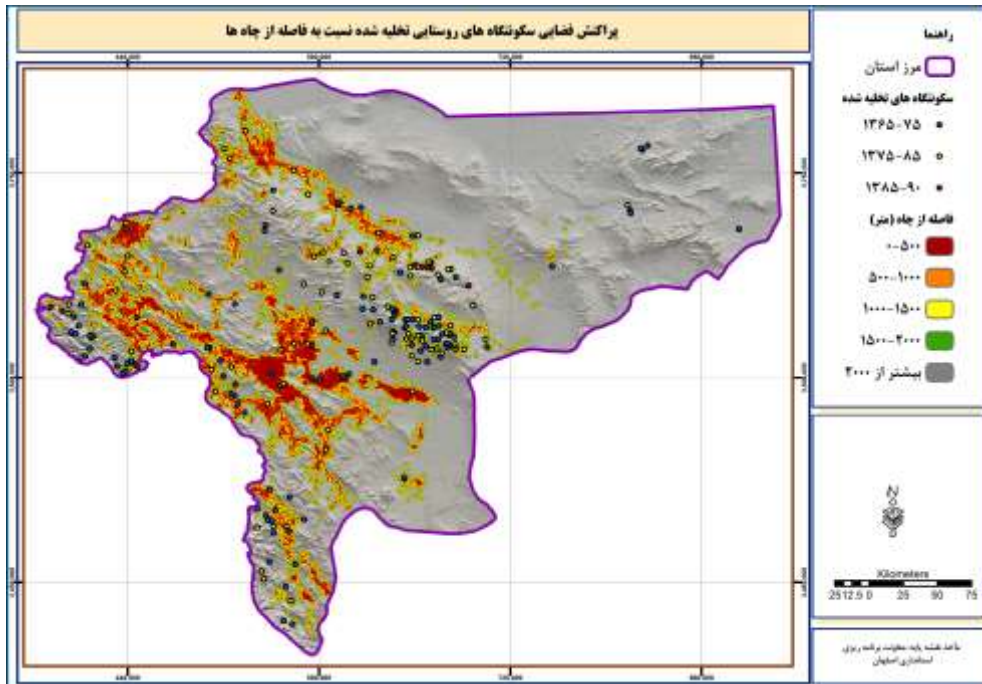 پراکنش فضایی سکونتگاه های روستایی تخلیه شده نسبت به فاصله از چاه ها
راهنما
مرز استان
سکونتگاه های تخلیه شده
۱۳۶۵-۷۵
۱۳۷۵-۸۵
۱۳۸۵-۹۰
فاصله از چاه (متر)
۰-۵۰۰
۵۰۰-۱۰۰۰
۱۰۰۰-۱۵۰۰
۱۵۰۰-۲۰۰۰
بیشتر از ۲۰۰۰
N
Kilometers
25 12.5 0 25 50 75
ماخذ نقشه پایه: معاونت برنامه ریزی
استانداری اصفهان